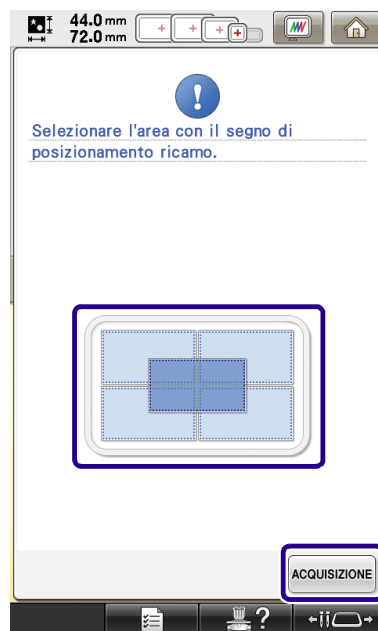 44.0 mm
72.0 mm
Selezionare l'area con il segno di
posizionamento ricamo.
ACQUISIZIONE
?